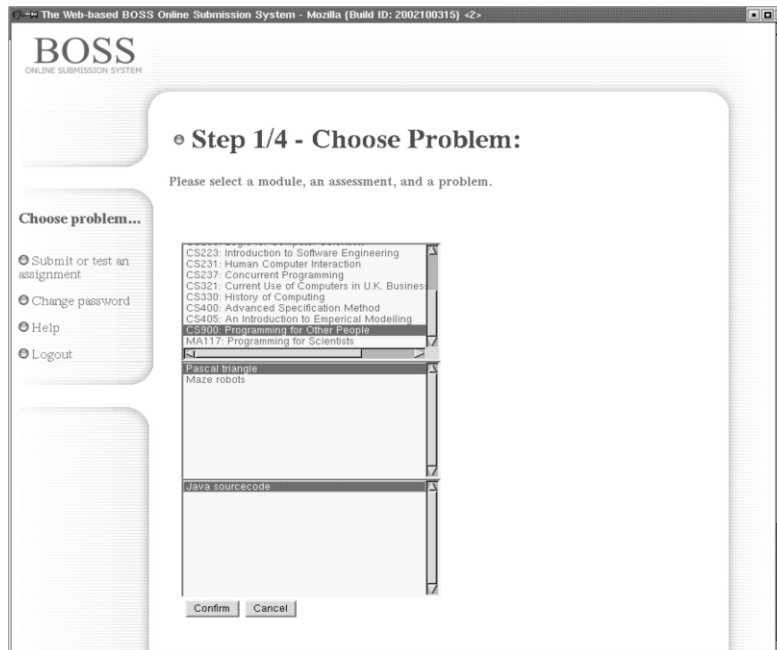 The Web-based BOSS Online Submission System - Mozilla {Build ID: 2002100315} <2>
BOSS
ONLINE SUBMISSION SYSTEM
Step 1/4 - Choose Problem:
Please select a module, an assessment, and a problem.
Choose problem...
Submit or test an
assignment
Change password
Help
Logout
CS223: Introduction to Software Engineering
CS231: Human Computer Interaction
CS237: Concurrent Programming
CS321: Current Use of Computers in U.K. Business
CS330: History of Computing
CS400: Advanced Specification Method
CS405: An Introduction to Emperical Modelling
CS900: Programming for Other People
MA117: Programming for Scientists
Pascal triangle
Maze robots
Java sourcecode
Confirm Cancel